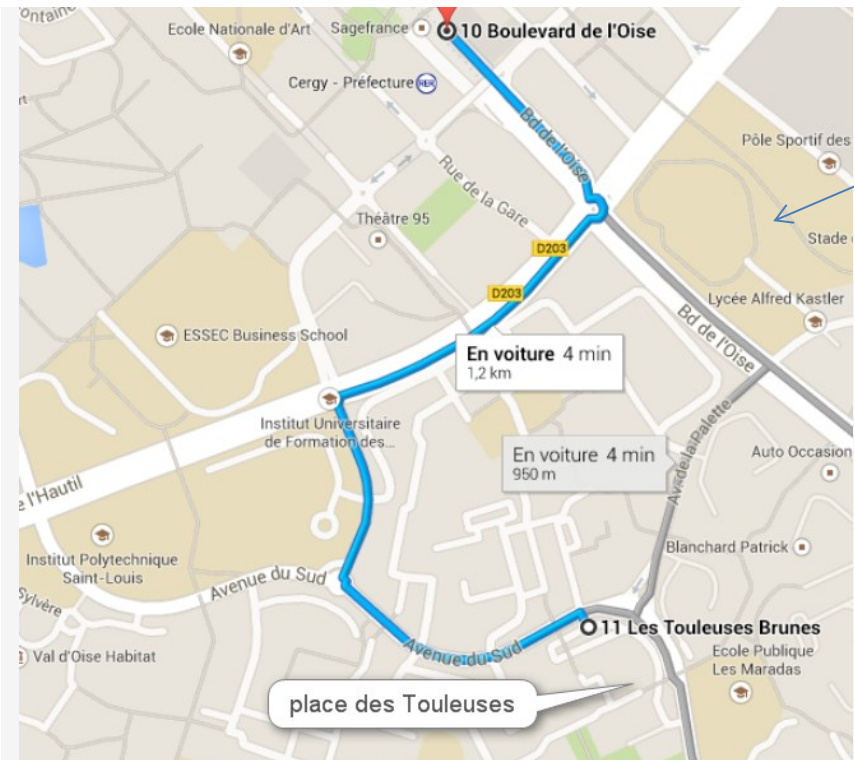 Ecole Nationale d'Art
Sagefrance
10 Boulevard de l'Oise
Cergy - Préfecture
RER
Bd de l'Oise
Pôle Sportif des
Rue de la Gare
Théâtre 95
D203
Stade
D203
Lycée Alfred Kastler
Bd de l'Oise
ESSEC Business School
En voiture 4 min
1,2 km
Institut Universitaire
de Formation des...
Av. de la Palette
En voiture 4 min
950 m
Auto Occasion
l'Hautil
Institut Polytechnique
Saint-Louis
Avenue du Sud
Blanchard Patrick
Sylvère
11 Les Touleuses Brunes
Val d'Oise Habitat
Avenue du Sud
Ecole Publique
Les Maradas
place des Touleuses